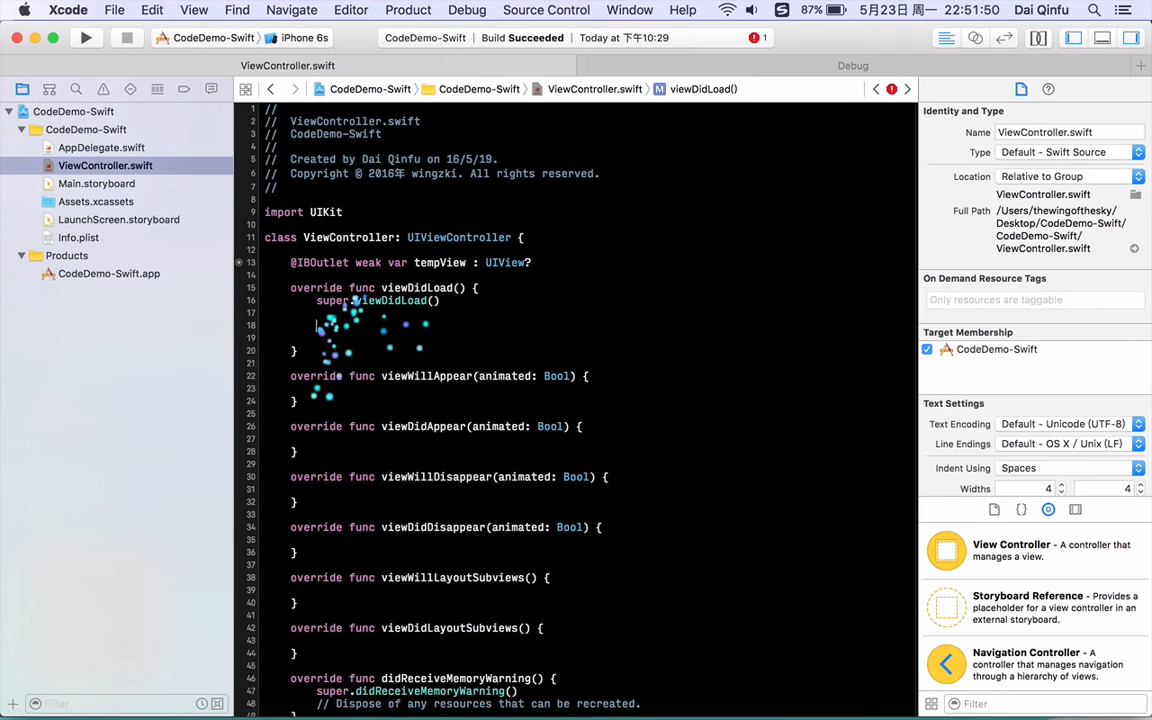 Xcode File Edit View Find Navigate Editor Product Debug Source Control Window Help 87% 5月23日 周一 22:51:50 Dai Qinfu
CodeDemo-Swift iPhone 6s CodeDemo-Swift Build Succeeded Today at 下午10:29 1
ViewController.swift Debug
CodeDemo-Swift CodeDemo-Swift ViewController.swift M viewDidLoad()
CodeDemo-Swift
CodeDemo-Swift
AppDelegate.swift
ViewController.swift
Main.storyboard
Assets.xcassets
LaunchScreen.storyboard
Info.plist
Products
CodeDemo-Swift.app
Filter
1 //
2 // ViewController.swift
3 // CodeDemo-Swift
4 //
5 // Created by Dai Qinfu on 16/5/19.
6 // Copyright © 2016年 wingzki. All rights reserved.
7 //
8
9 import UIKit
10
11 class ViewController: UIViewController {
12
13 @IBOutlet weak var tempView : UIView?
14
15 override func viewDidLoad() {
16 super.viewDidLoad()
17
18
19
20 }
21
22 override func viewWillAppear(animated: Bool) {
23
24 }
25
26 override func viewDidAppear(animated: Bool) {
27
28 }
29
30 override func viewWillDisappear(animated: Bool) {
31
32 }
33
34 override func viewDidDisappear(animated: Bool) {
35
36 }
37
38 override func viewWillLayoutSubviews() {
39
40 }
41
42 override func viewDidLayoutSubviews() {
43
44 }
45
46 override func didReceiveMemoryWarning() {
47 super.didReceiveMemoryWarning()
48 // Dispose of any resources that can be recreated.
Identity and Type
Name ViewController.swift
Type Default - Swift Source
Location Relative to Group
ViewController.swift
Full Path /Users/thewingofthesky/
Desktop/CodeDemo-Swift/
CodeDemo-Swift/
ViewController.swift
On Demand Resource Tags
Only resources are taggable
Target Membership
CodeDemo-Swift
Text Settings
Text Encoding Default - Unicode (UTF-8)
Line Endings Default - OS X / Unix (LF)
Indent Using Spaces
Widths 4 4
View Controller - A controller that
manages a view.
Storyboard Reference - Provides a
placeholder for a view controller in an
external storyboard.
Navigation Controller - A
controller that manages navigation
through a hierarchy of views.
Filter